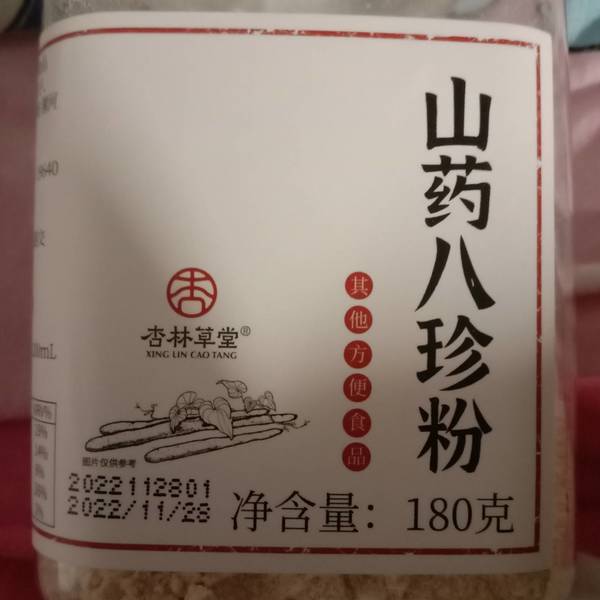 山药八珍粉
其他方便食品
杏林草堂®
XING LIN CAO TANG
图片仅供参考
2022112801
2022/11/28
净含量：180克